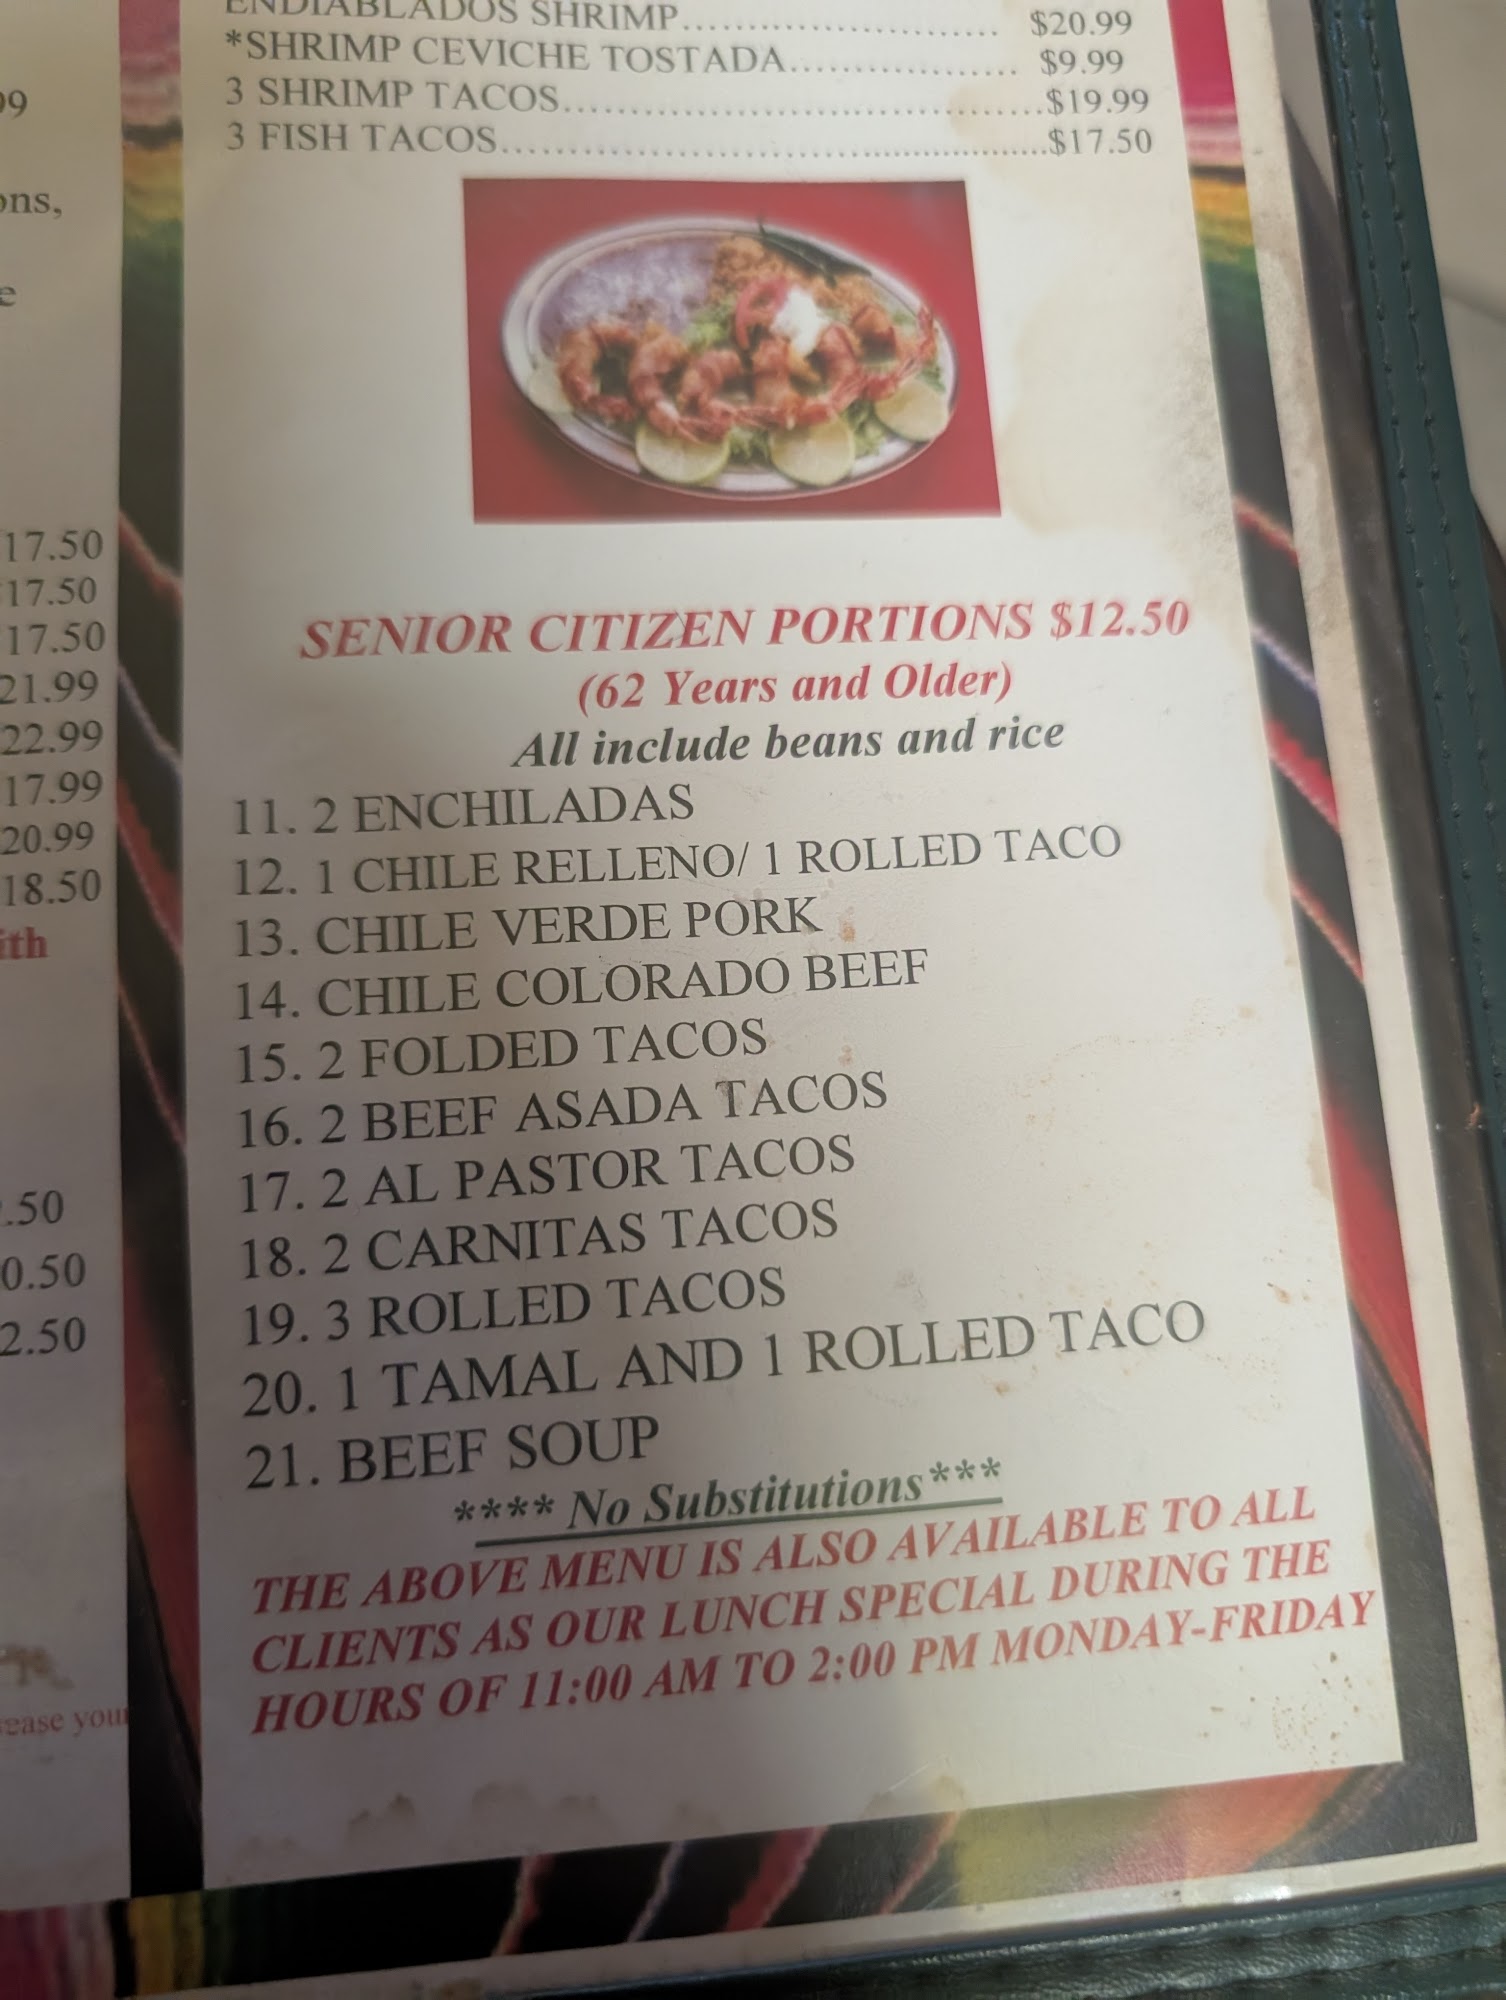 ENDIABLADOS SHRIMP........................ $20.99
*SHRIMP CEVICHE TOSTADA................. $9.99
3 SHRIMP TACOS....................................$19.99
3 FISH TACOS.........................................$17.50
SENIOR CITIZEN PORTIONS $12.50
(62 Years and Older)
All include beans and rice
11. 2 ENCHILADAS
12. 1 CHILE RELLENO/ 1 ROLLED TACO
13. CHILE VERDE PORK
14. CHILE COLORADO BEEF
15. 2 FOLDED TACOS
16. 2 BEEF ASADA TACOS
17. 2 AL PASTOR TACOS
18. 2 CARNITAS TACOS
19. 3 ROLLED TACOS
20. 1 TAMAL AND 1 ROLLED TACO
21. BEEF SOUP
**** No Substitutions***
THE ABOVE MENU IS ALSO AVAILABLE TO ALL
CLIENTS AS OUR LUNCH SPECIAL DURING THE
HOURS OF 11:00 AM TO 2:00 PM MONDAY-FRIDAY
17.50
17.50
17.50
21.99
22.99
17.99
20.99
18.50
.50
0.50
2.50